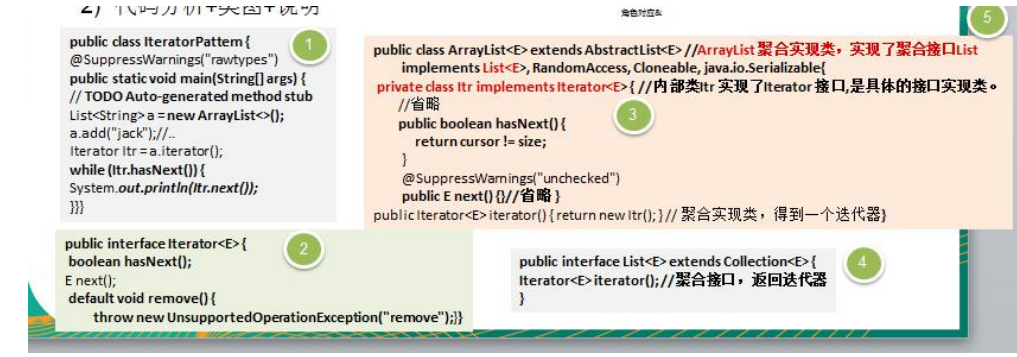 2) 代码分析+类图+说明
角色对应&
5
public class IteratorPattern {
@SuppressWarnings("rawtypes")
public static void main(String[] args) {
// TODO Auto-generated method stub
List<String> a = new ArrayList<>();
a.add("jack");//..
Iterator Itr = a.iterator();
while (Itr.hasNext()) {
System.out.println(Itr.next());
}}}
1
public interface Iterator<E> {
boolean hasNext();
E next();
default void remove() {
throw new UnsupportedOperationException("remove");}}
2
public class ArrayList<E> extends AbstractList<E> //ArrayList 聚合实现类，实现了聚合接口List
implements List<E>, RandomAccess, Cloneable, java.io.Serializable{
private class Itr implements Iterator<E> { //内部类Itr 实现了Iterator 接口,是具体的接口实现类。
//省略
public boolean hasNext() {
return cursor != size;
}
@SuppressWarnings("unchecked")
public E next() {}//省略 }
public Iterator<E> iterator() { return new Itr(); } // 聚合实现类，得到一个迭代器}
3
public interface List<E> extends Collection<E> {
Iterator<E> iterator();//聚合接口，返回迭代器
}
4